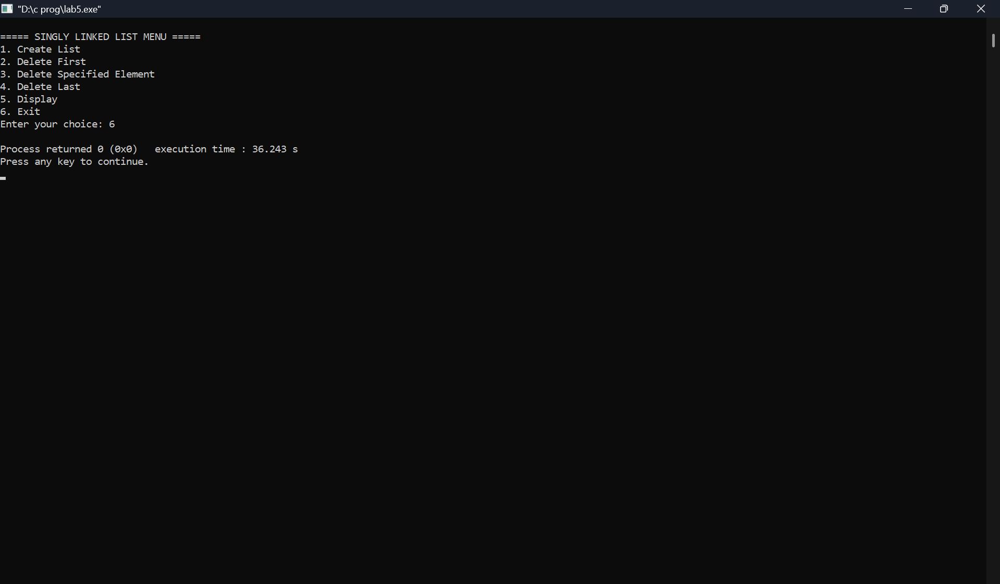 "D:\c prog\lab5.exe"
===== SINGLY LINKED LIST MENU =====
1. Create List
2. Delete First
3. Delete Specified Element
4. Delete Last
5. Display
6. Exit
Enter your choice: 6
Process returned 0 (0x0)   execution time : 36.243 s
Press any key to continue.